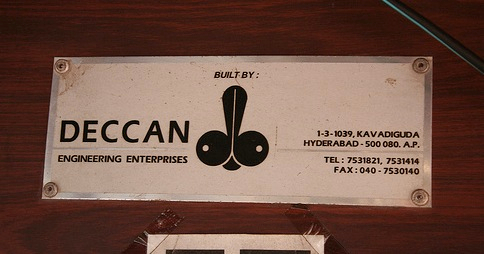 BUILT BY :
DECCAN
ENGINEERING ENTERPRISES
1-3-1039, KAVADIGUDA
HYDERABAD - 500 080. A.P.
TEL : 7531821, 7531414
FAX : 040 - 7530140